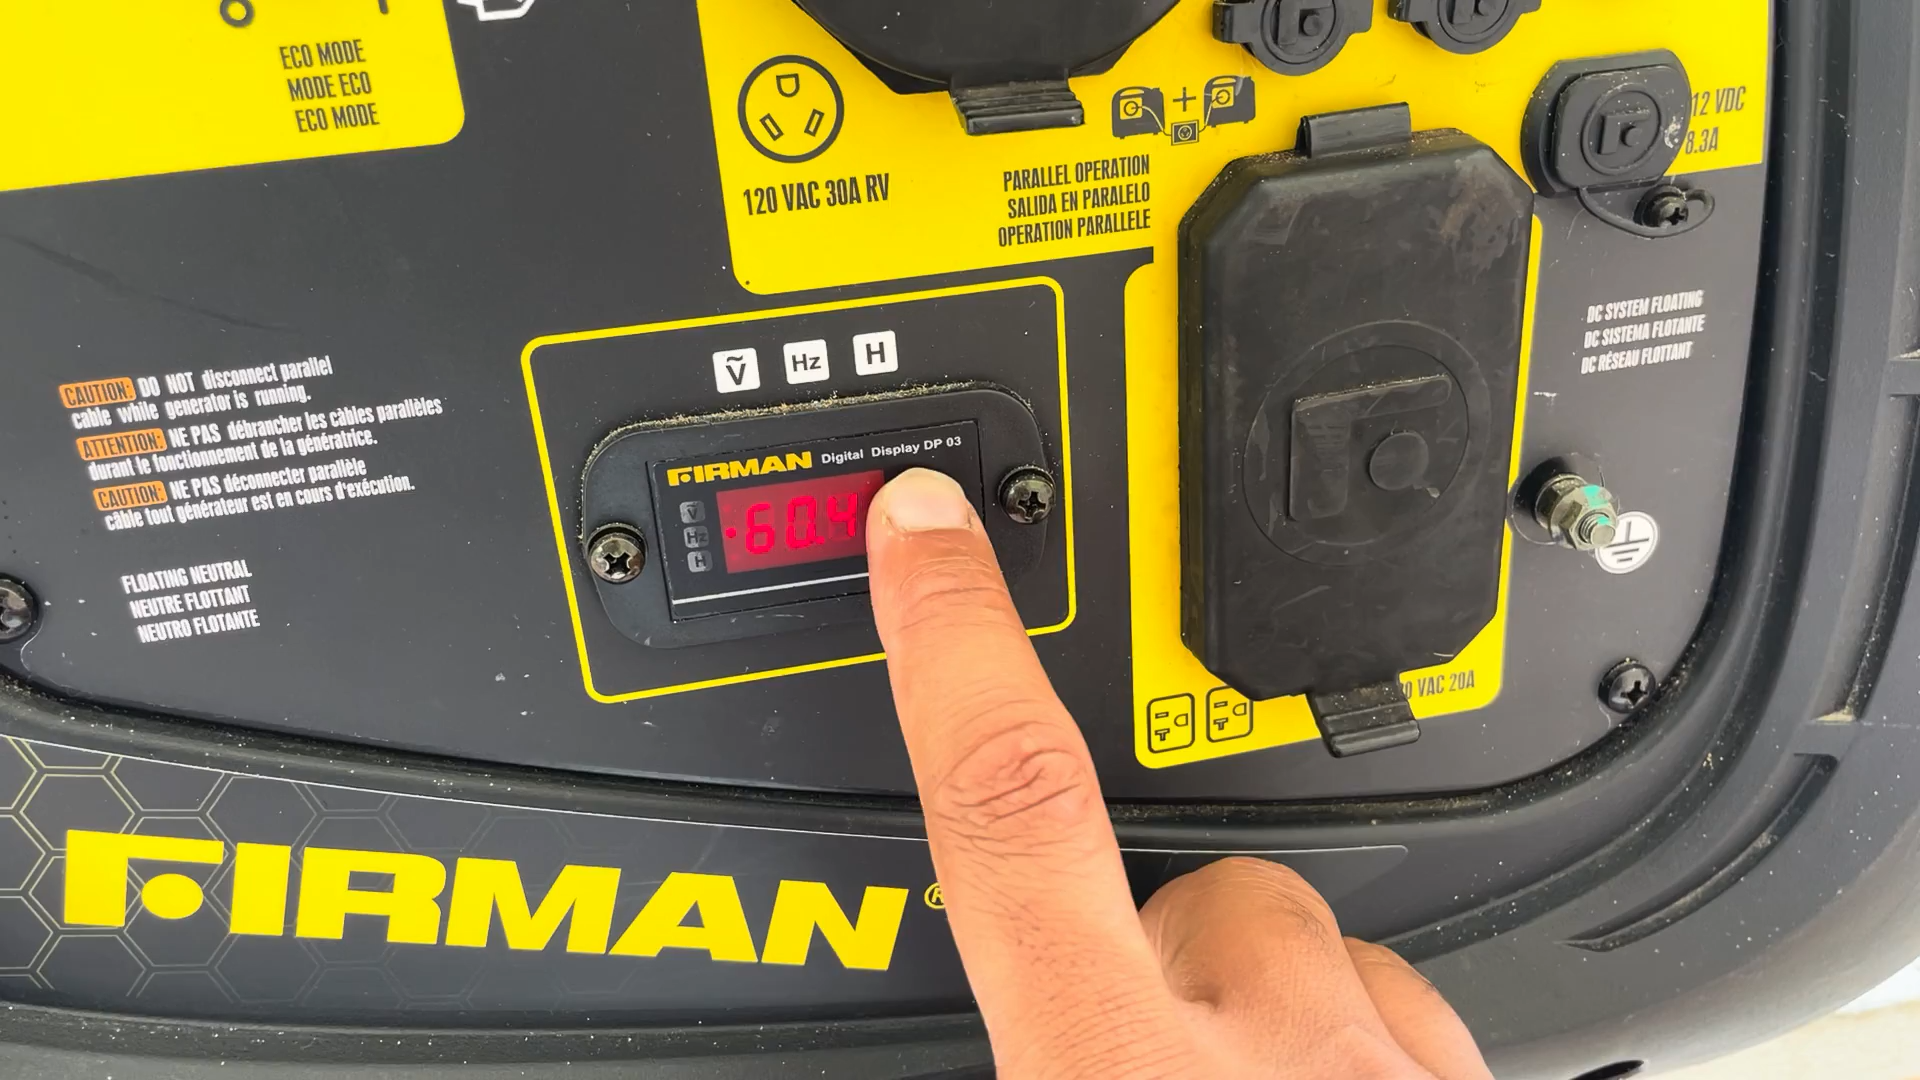 ECO MODE
MODE ECO
ECO MODE
120 VAC 30A RV
PARALLEL OPERATION
SALIDA EN PARALELO
OPERATION PARALLELE
12 VDC
8.3A
DC SYSTEM FLOATING
DC SISTEMA FLOTANTE
DC RÉSEAU FLOTTANT
CAUTION: DO NOT disconnect parallel
cable while generator is running.
ATTENTION: NE PAS débrancher les câbles parallèles
durant le fonctionnement de la génératrice.
CAUTION: NE PAS déconnecter parallèle
câble tout générateur est en cours d'exécution.
FLOATING NEUTRAL
NEUTRE FLOTTANT
NEUTRO FLOTANTE
Ṽ Hz H
FIRMAN Digital Display DP 03
V
Hz
H
60.4
0 VAC 20A
FIRMAN®